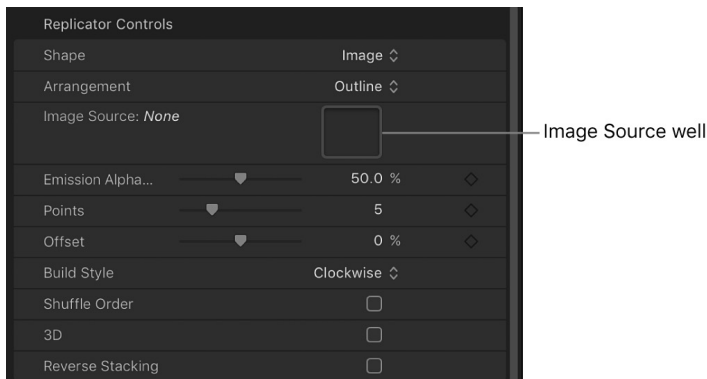 Replicator Controls
Shape Image
Arrangement Outline
Image Source: None
Image Source well
Emission Alpha... 50.0 %
Points 5
Offset 0 %
Build Style Clockwise
Shuffle Order
3D
Reverse Stacking